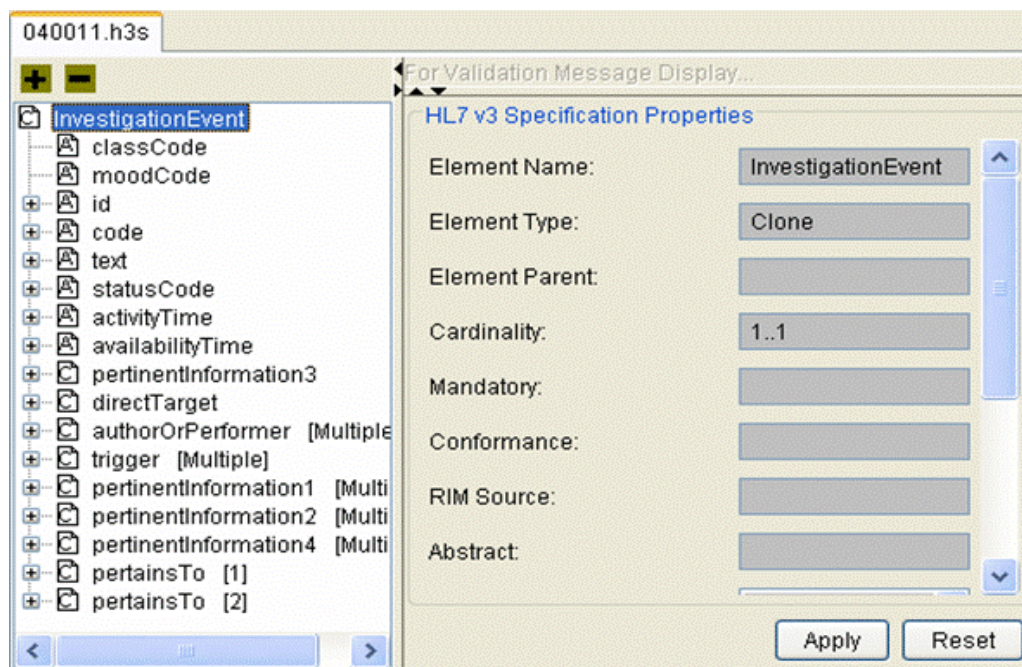 040011.h3s
For Validation Message Display...
InvestigationEvent
classCode
moodCode
id
code
text
statusCode
activityTime
availabilityTime
pertinentInformation3
directTarget
authorOrPerformer [Multiple
trigger [Multiple]
pertinentInformation1 [Multi
pertinentInformation2 [Multi
pertinentInformation4 [Multi
pertainsTo [1]
pertainsTo [2]
HL7 v3 Specification Properties
Element Name: InvestigationEvent
Element Type: Clone
Element Parent:
Cardinality: 1..1
Mandatory:
Conformance:
RIM Source:
Abstract:
Apply Reset